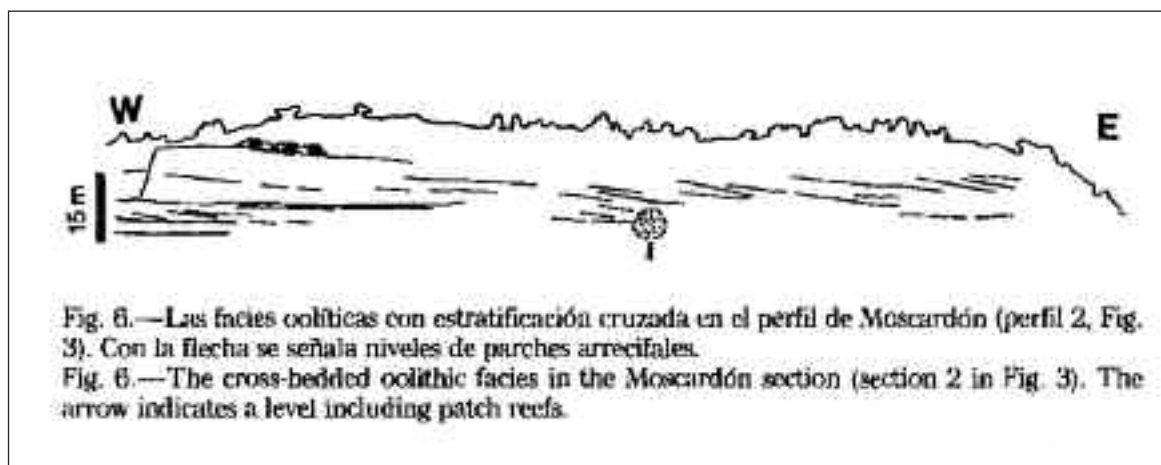 W
E
15 m
Fig. 6.—Las facies oolíticas con estratificación cruzada en el perfil de Moscardón (perfil 2, Fig.
3). Con la flecha se señala niveles de parches arrecifales.
Fig. 6.—The cross-bedded oolithic facies in the Moscardón section (section 2 in Fig. 3). The
arrow indicates a level including patch reefs.